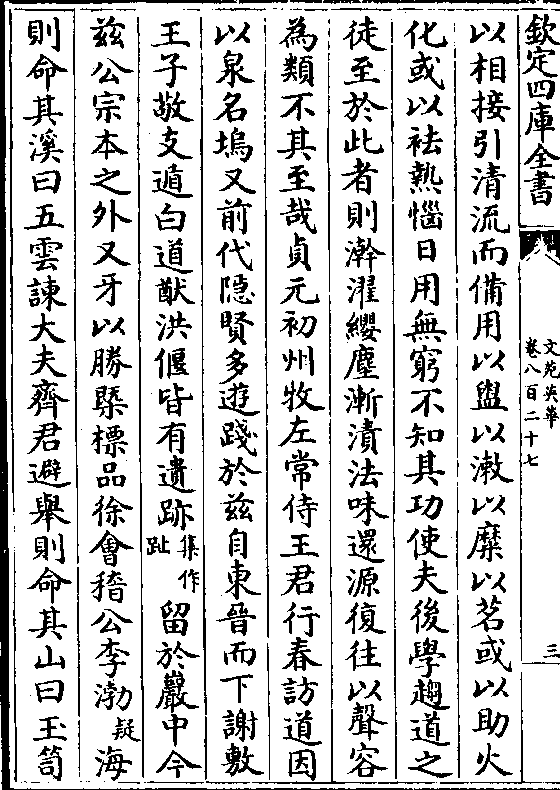 欽定四庫全書
文苑英華
卷八百二十七
三
以相接引清流而備用以盥以漱以糜以茗或以助火
化或以袪熱惱日用無窮不知其功使夫後學趨道之
徒至於此者則澣濯纓塵漸漬法味還源復往以聲容
為類不其至哉貞元初州牧左常侍王君行春訪道因
以泉名塢又前代隐賢多遊踐於兹自東晉而下謝敷
王子敬支遁白道猷洪偃皆有遺跡集作趾留於巖中今
兹公宗本之外又牙以勝槩標品徐會稽公李渤疑海
則命其溪曰五雲諫大夫齊君避舉則命其山曰玉笥